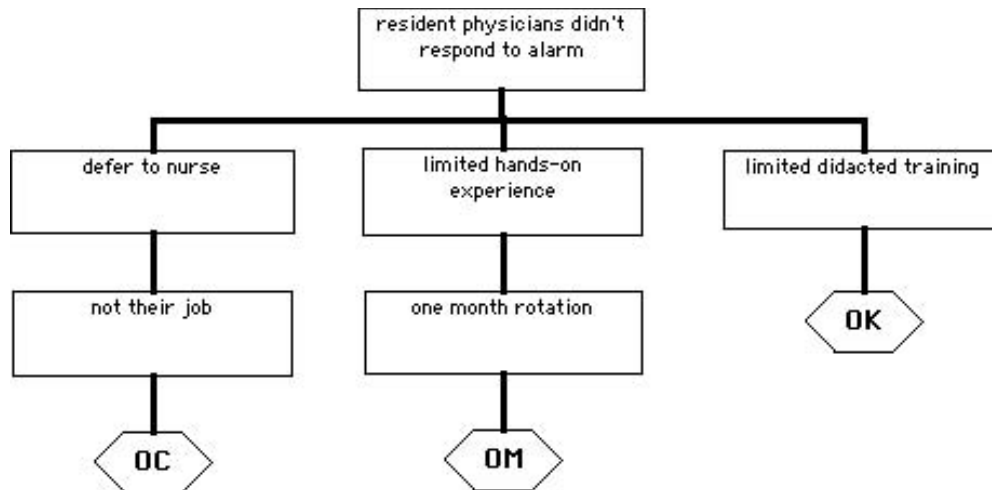 resident physicians didn't
respond to alarm
defer to nurse
limited hands-on
experience
limited didacted training
not their job
one month rotation
OK
OC
OM